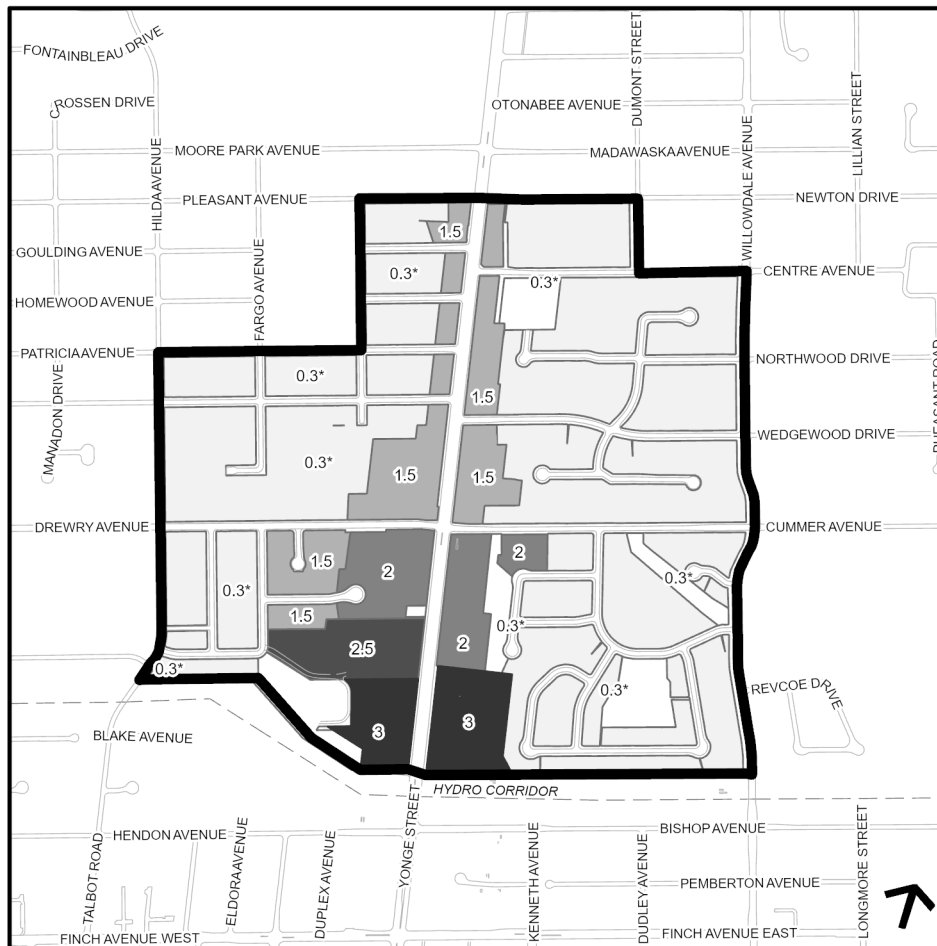 FONTAINBLEAU DRIVE
CROSSEN DRIVE
HILDA AVENUE
DUMONT STREET
OTONABEE AVENUE
WILLOWDALE AVENUE
LILLIAN STREET
MOORE PARK AVENUE
MADAWASKA AVENUE
PLEASANT AVENUE
NEWTON DRIVE
1.5
GOULDING AVENUE
FARGO AVENUE
0.3*
0.3*
CENTRE AVENUE
HOMEWOOD AVENUE
PATRICIA AVENUE
NORTHWOOD DRIVE
PHEASANT ROAD
MANADON DRIVE
0.3*
1.5
WEDGEWOOD DRIVE
0.3*
1.5
1.5
DREWRY AVENUE
CUMMER AVENUE
1.5
2
2
0.3*
0.3*
1.5
0.3*
2.5
2
0.3*
0.3*
REVCOE DRIVE
3
3
BLAKE AVENUE
HYDRO CORRIDOR
YONGE STREET
HENDON AVENUE
BISHOP AVENUE
TALBOT ROAD
ELDORA AVENUE
DUPLEX AVENUE
KENNETH AVENUE
DUDLEY AVENUE
PEMBERTON AVENUE
LONGMORE STREET
FINCH AVENUE WEST
FINCH AVENUE EAST